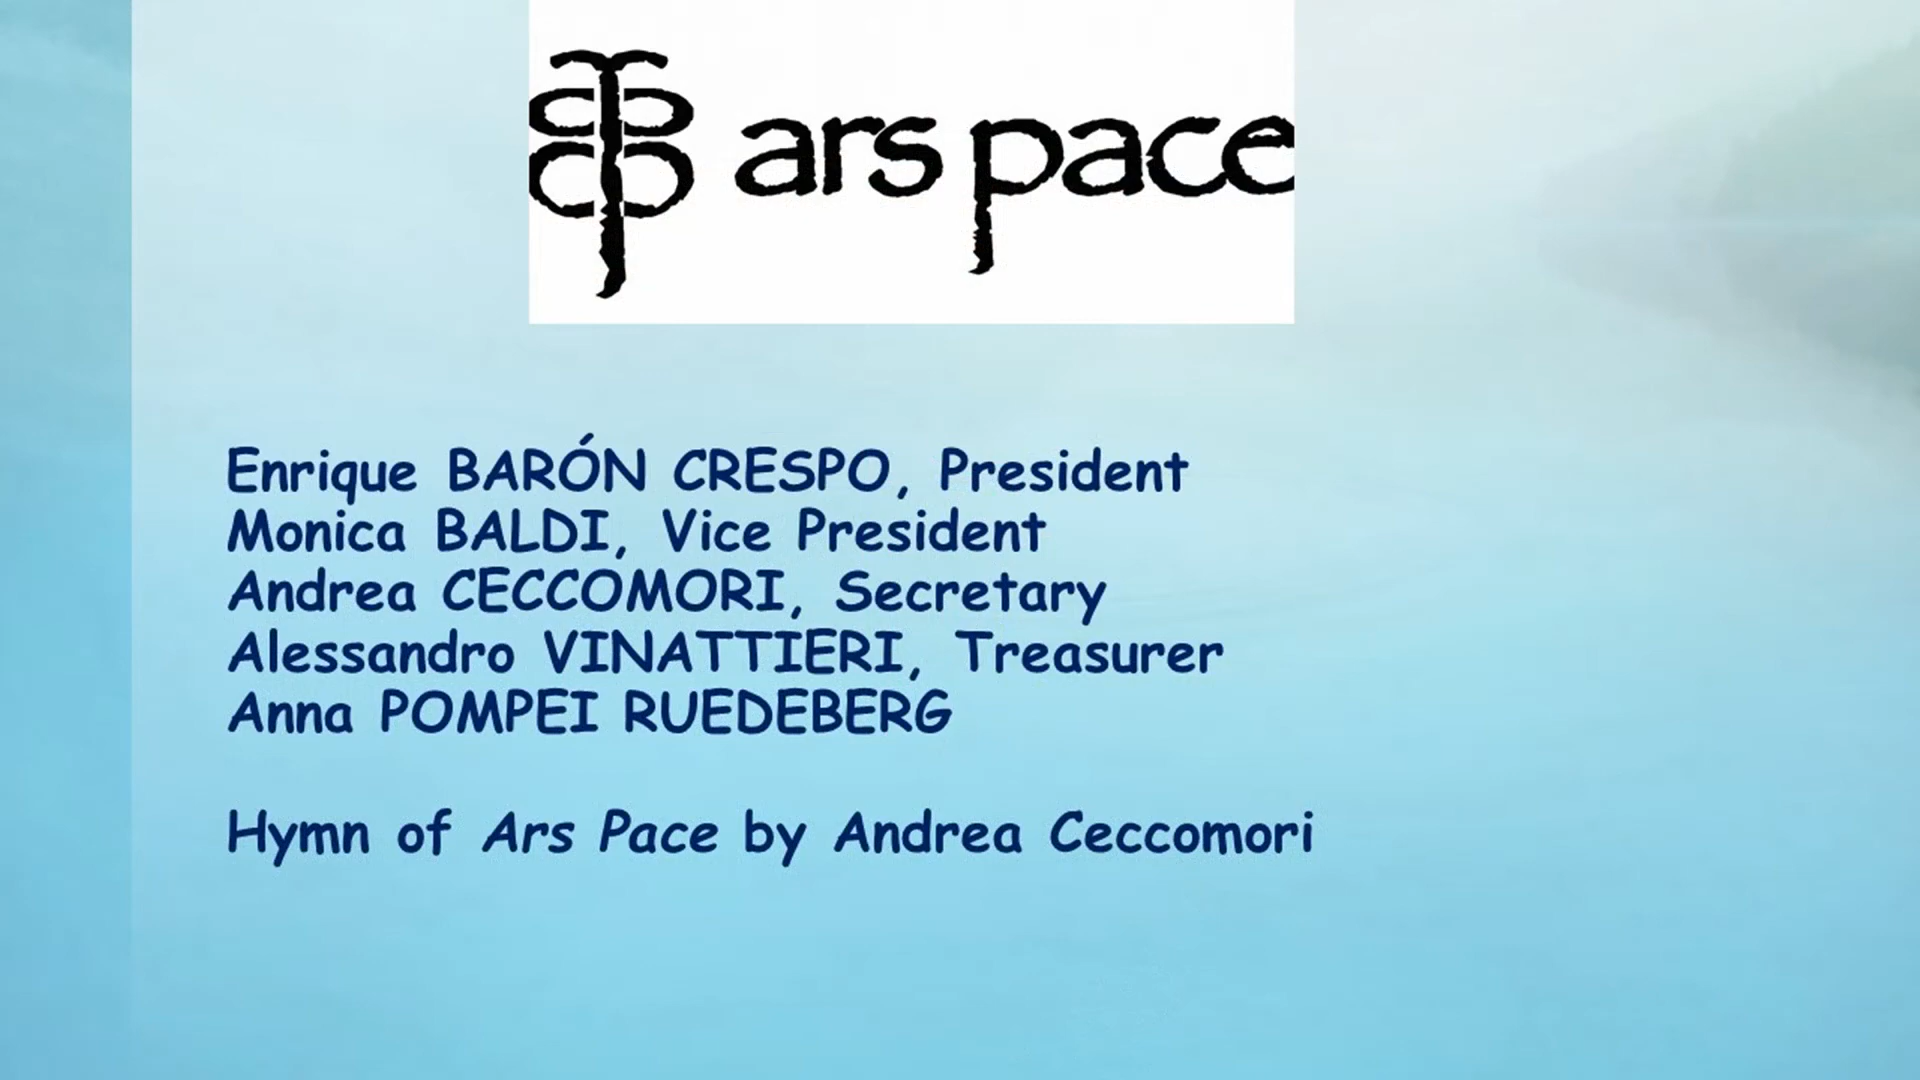 ars pace
Enrique BARÓN CRESPO, President
Monica BALDI, Vice President
Andrea CECCOMORI, Secretary
Alessandro VINATTIERI, Treasurer
Anna POMPEI RUEDEBERG
Hymn of Ars Pace by Andrea Ceccomori